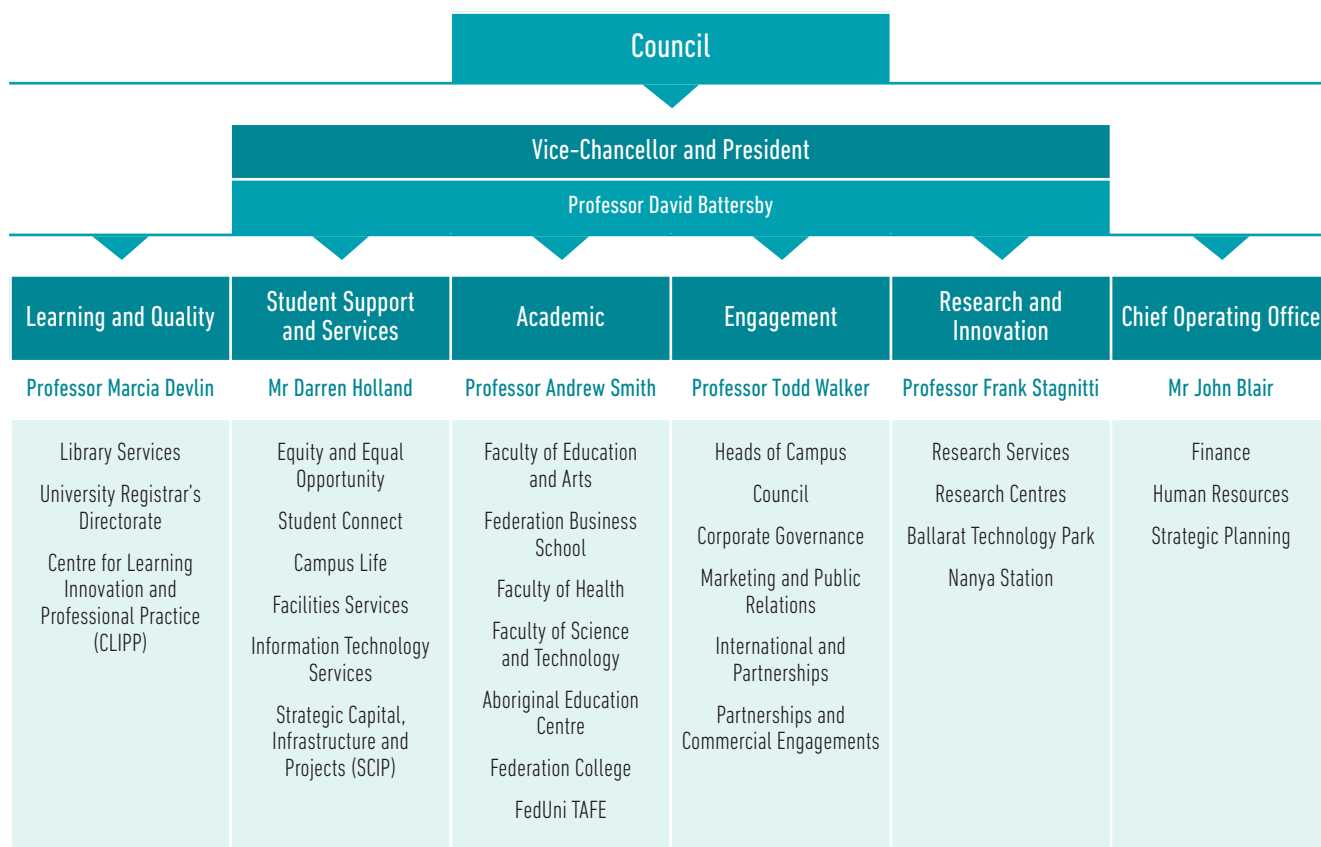 Council
Vice-Chancellor and President
Professor David Battersby
Learning and Quality
Professor Marcia Devlin
Library Services
University Registrar’s
Directorate
Centre for Learning
Innovation and
Professional Practice
(CLIPP)
Student Support
and Services
Mr Darren Holland
Equity and Equal
Opportunity
Student Connect
Campus Life
Facilities Services
Information Technology
Services
Strategic Capital,
Infrastructure and
Projects (SCIP)
Academic
Professor Andrew Smith
Faculty of Education
and Arts
Federation Business
School
Faculty of Health
Faculty of Science
and Technology
Aboriginal Education
Centre
Federation College
FedUni TAFE
Engagement
Professor Todd Walker
Heads of Campus
Council
Corporate Governance
Marketing and Public
Relations
International and
Partnerships
Partnerships and
Commercial Engagements
Research and
Innovation
Professor Frank Stagnitti
Research Services
Research Centres
Ballarat Technology Park
Nanya Station
Chief Operating Office
Mr John Blair
Finance
Human Resources
Strategic Planning